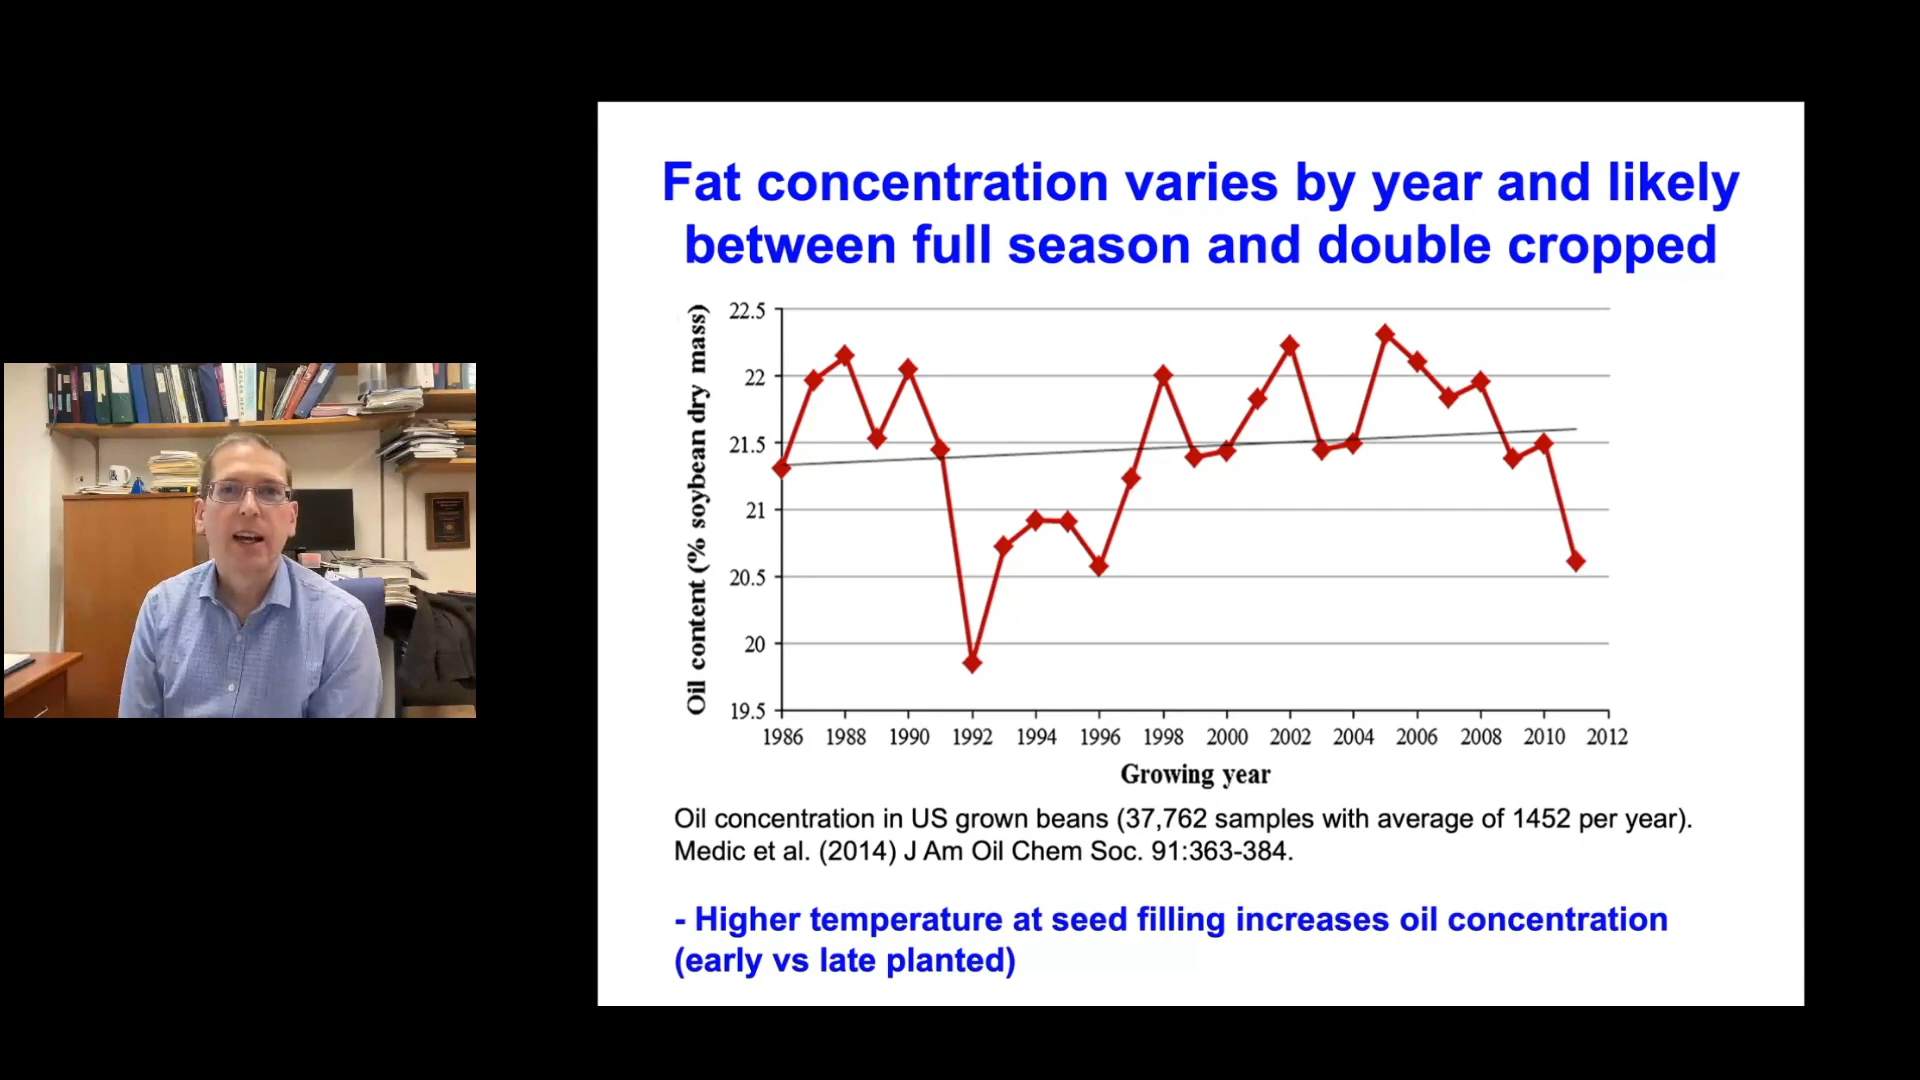 Fat concentration varies by year and likely
between full season and double cropped
Oil content (% soybean dry mass)
22.5
22
21.5
21
20.5
20
19.5
1986 1988 1990 1992 1994 1996 1998 2000 2002 2004 2006 2008 2010 2012
Growing year
Oil concentration in US grown beans (37,762 samples with average of 1452 per year).
Medic et al. (2014) J Am Oil Chem Soc. 91:363-384.
- Higher temperature at seed filling increases oil concentration
(early vs late planted)